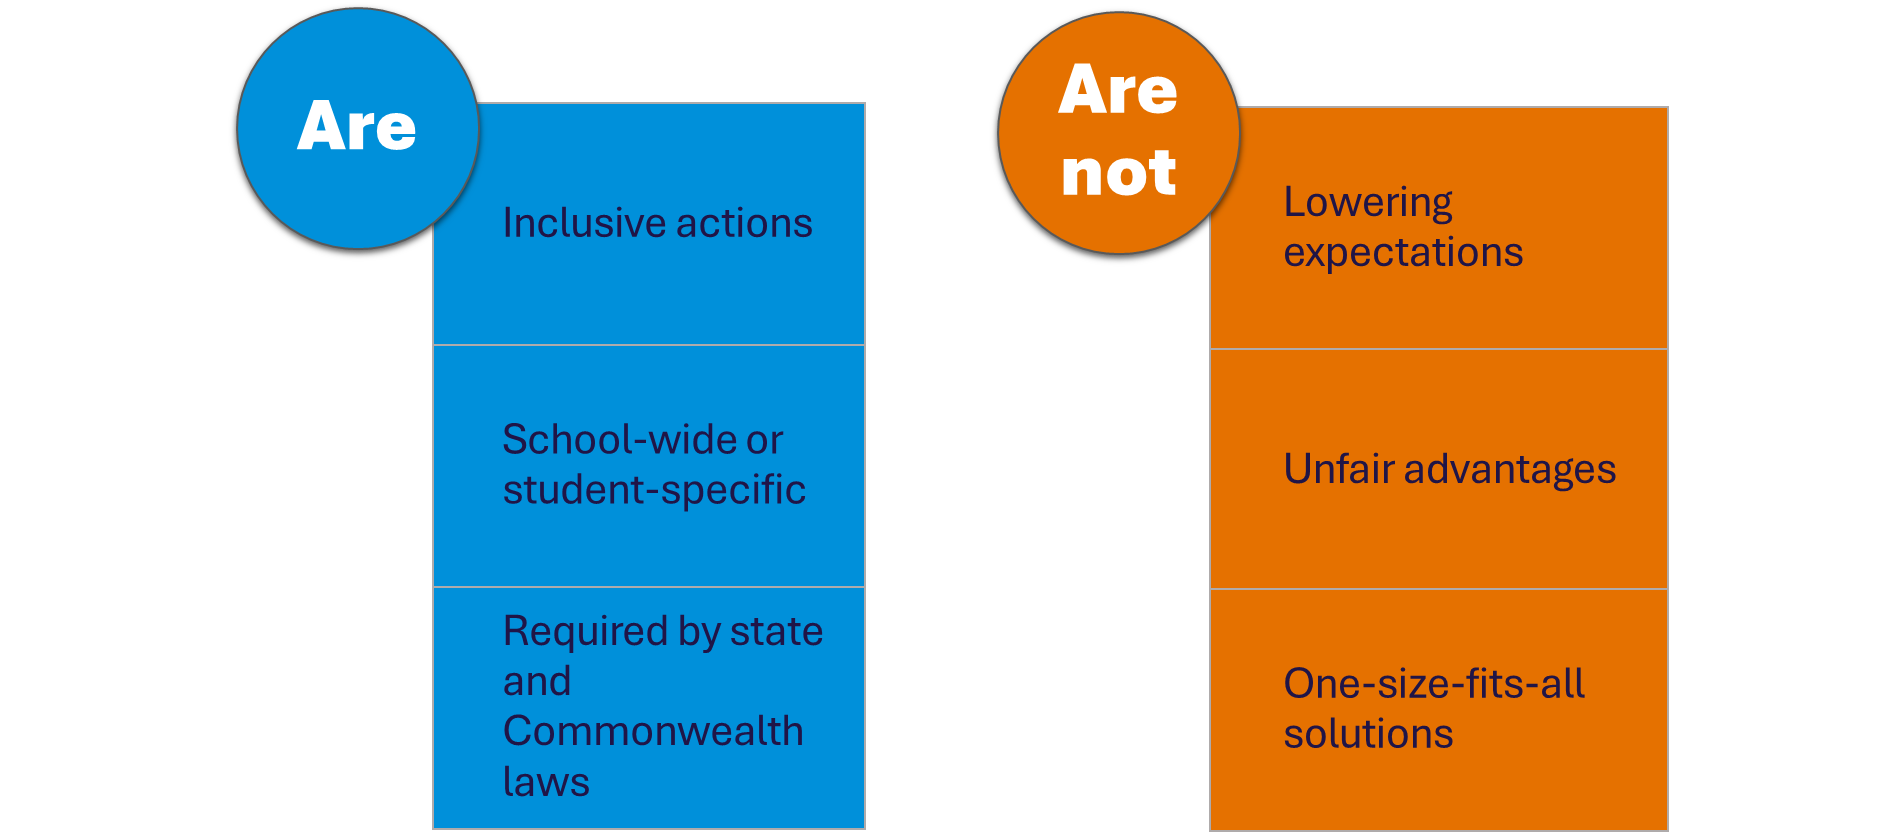 Are
Inclusive actions
School-wide or
student-specific
Required by state
and
Commonwealth
laws
Are
not
Lowering
expectations
Unfair advantages
One-size-fits-all
solutions